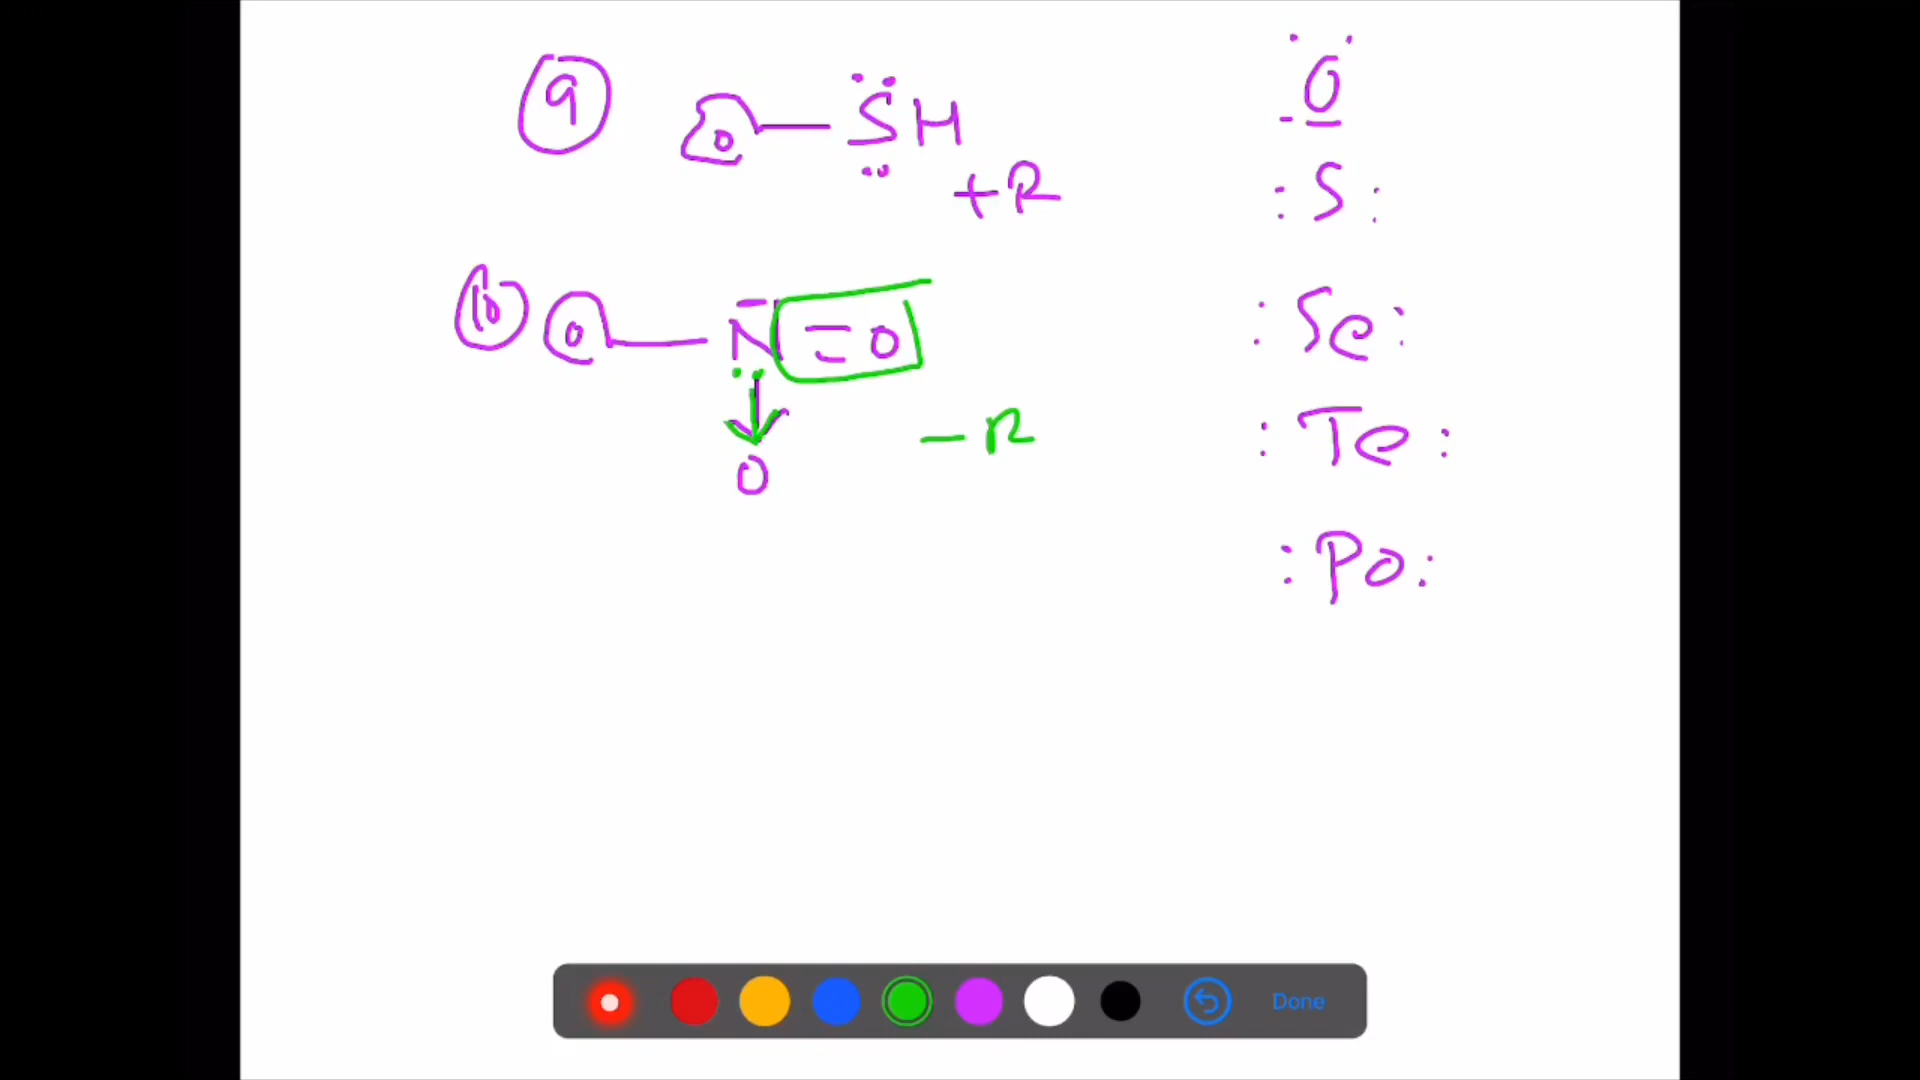 9 —SH
+R
10 —N=O
O
-R
O
:S:
:Se:
:Te:
:Po:
Done